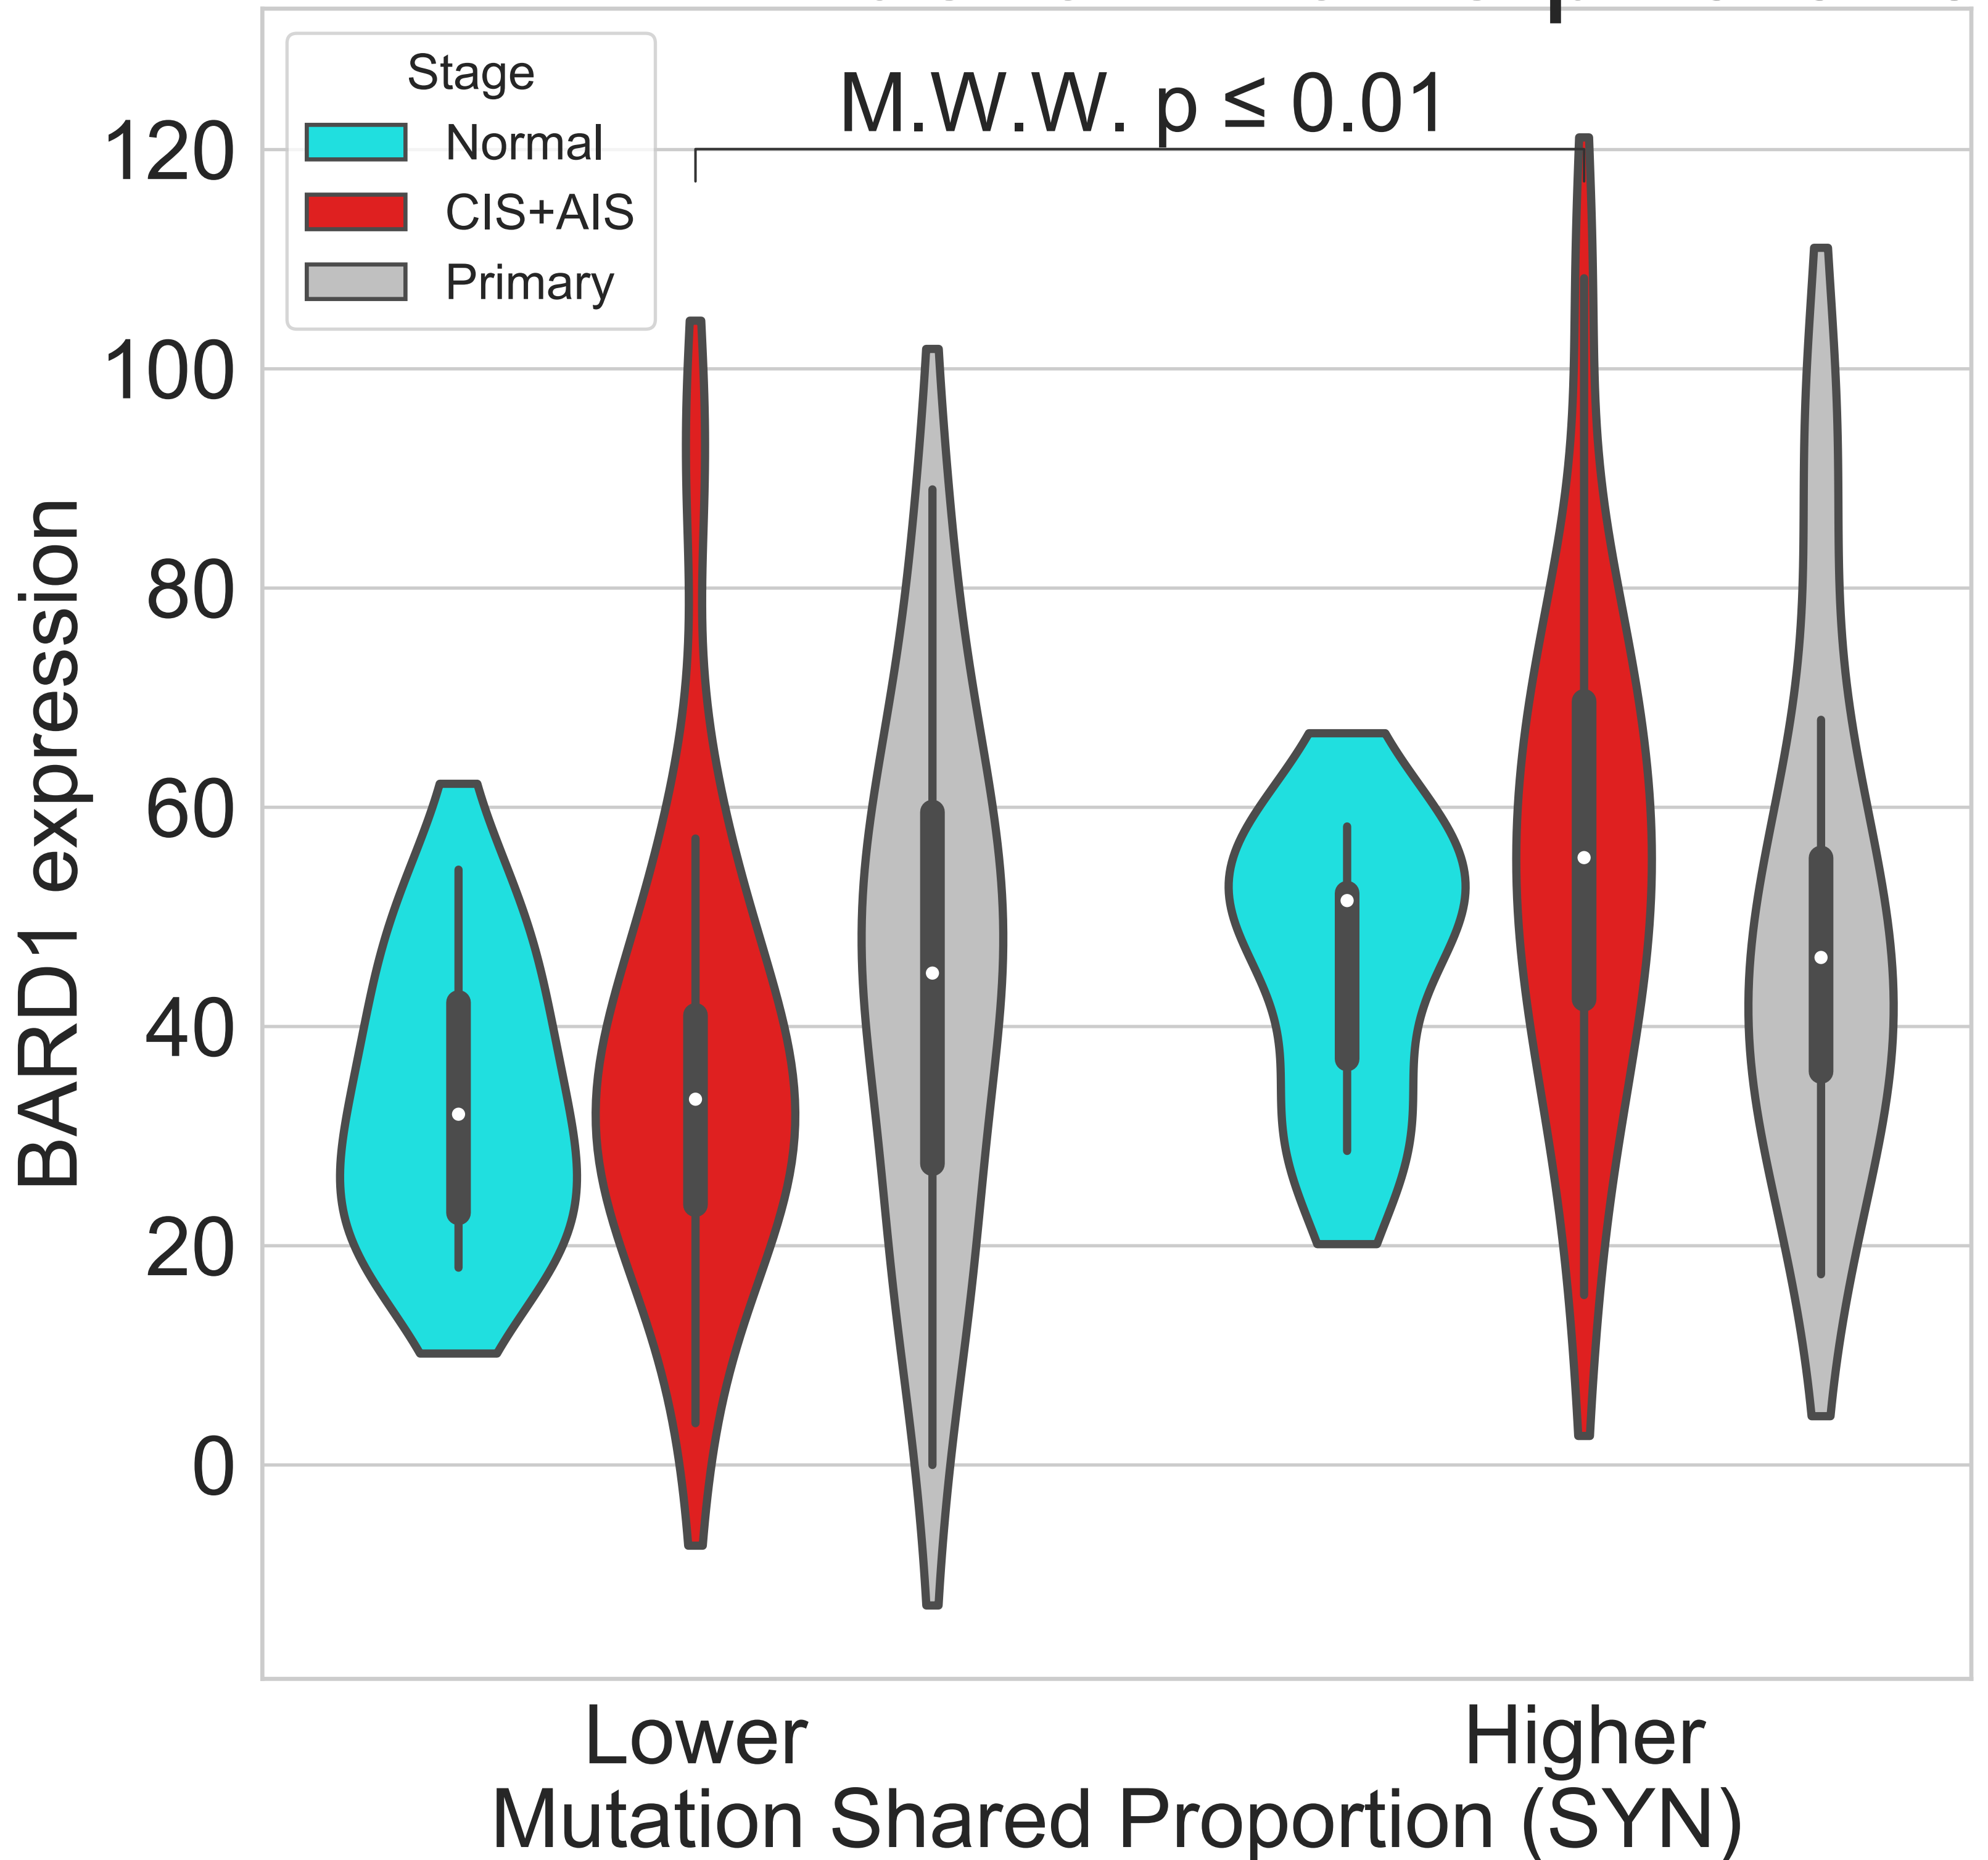 M.W.W. p ≤ 0.01
Stage
Normal
CIS+AIS
Primary
120
100
80
60
40
20
0
BARD1 expression
Lower
Higher
Mutation Shared Proportion (SYN)